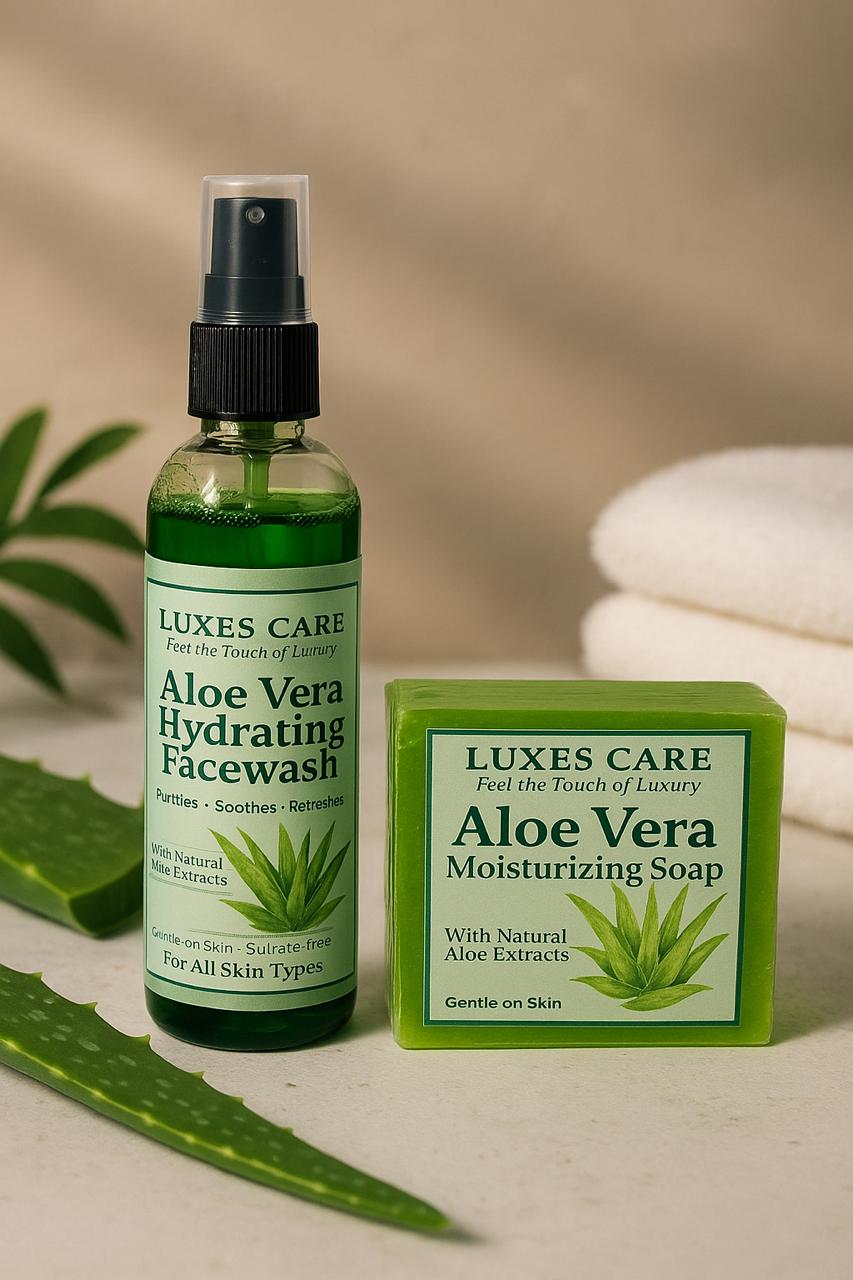 LUXES CARE
Feet the Touch of Luxury
Aloe Vera
Hydrating
Facewash
Purtties • Soothes • Retreshes
With Natural
Mite Extracts
on Skin - Sulrate-free
For All Skin Types
LUXES CARE
Feel the Touch of Luxury
Aloe Vera
Moisturizing Soap
With Natural
Aloe Extracts
Gentle on Skin